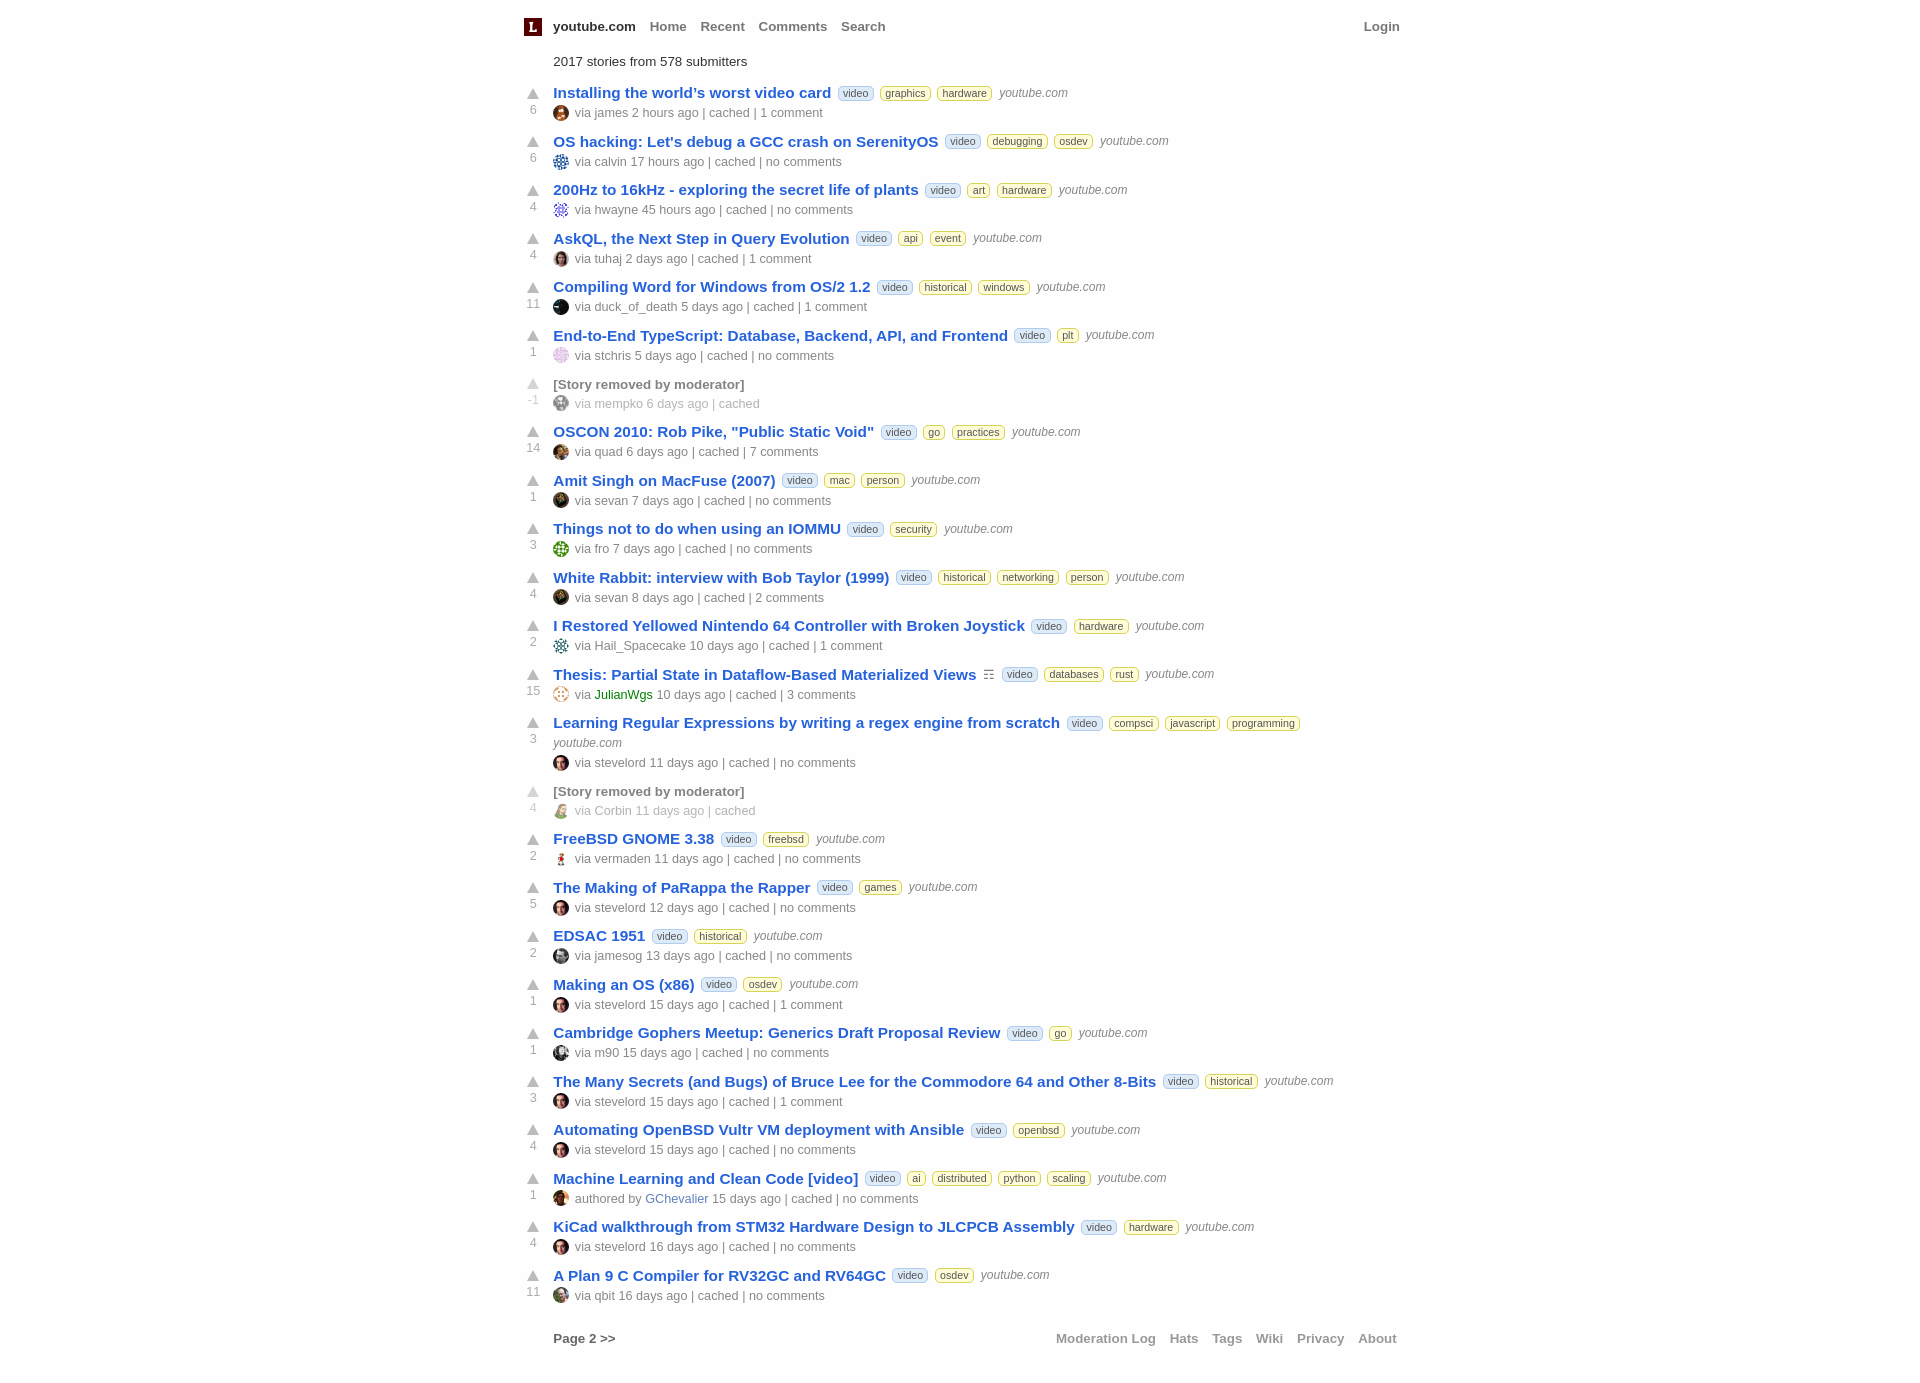 L youtube.com Home Recent Comments Search Login
2017 stories from 578 submitters
Installing the world’s worst video card video graphics hardware youtube.com
6
via james 2 hours ago | cached | 1 comment
OS hacking: Let's debug a GCC crash on SerenityOS video debugging osdev youtube.com
6
via calvin 17 hours ago | cached | no comments
200Hz to 16kHz - exploring the secret life of plants video art hardware youtube.com
4
via hwayne 45 hours ago | cached | no comments
AskQL, the Next Step in Query Evolution video api event youtube.com
4
via tuhaj 2 days ago | cached | 1 comment
Compiling Word for Windows from OS/2 1.2 video historical windows youtube.com
11
via duck_of_death 5 days ago | cached | 1 comment
End-to-End TypeScript: Database, Backend, API, and Frontend video plt youtube.com
1
via stchris 5 days ago | cached | no comments
[Story removed by moderator]
-1
via mempko 6 days ago | cached
OSCON 2010: Rob Pike, "Public Static Void" video go practices youtube.com
14
via quad 6 days ago | cached | 7 comments
Amit Singh on MacFuse (2007) video mac person youtube.com
1
via sevan 7 days ago | cached | no comments
Things not to do when using an IOMMU video security youtube.com
3
via fro 7 days ago | cached | no comments
White Rabbit: interview with Bob Taylor (1999) video historical networking person youtube.com
4
via sevan 8 days ago | cached | 2 comments
I Restored Yellowed Nintendo 64 Controller with Broken Joystick video hardware youtube.com
2
via Hail_Spacecake 10 days ago | cached | 1 comment
Thesis: Partial State in Dataflow-Based Materialized Views ☶ video databases rust youtube.com
15
via JulianWgs 10 days ago | cached | 3 comments
Learning Regular Expressions by writing a regex engine from scratch video compsci javascript programming
3
youtube.com
via stevelord 11 days ago | cached | no comments
[Story removed by moderator]
4
via Corbin 11 days ago | cached
FreeBSD GNOME 3.38 video freebsd youtube.com
2
via vermaden 11 days ago | cached | no comments
The Making of PaRappa the Rapper video games youtube.com
5
via stevelord 12 days ago | cached | no comments
EDSAC 1951 video historical youtube.com
2
via jamesog 13 days ago | cached | no comments
Making an OS (x86) video osdev youtube.com
1
via stevelord 15 days ago | cached | 1 comment
Cambridge Gophers Meetup: Generics Draft Proposal Review video go youtube.com
1
via m90 15 days ago | cached | no comments
The Many Secrets (and Bugs) of Bruce Lee for the Commodore 64 and Other 8-Bits video historical youtube.com
3
via stevelord 15 days ago | cached | 1 comment
Automating OpenBSD Vultr VM deployment with Ansible video openbsd youtube.com
4
via stevelord 15 days ago | cached | no comments
Machine Learning and Clean Code [video] video ai distributed python scaling youtube.com
1
authored by GChevalier 15 days ago | cached | no comments
KiCad walkthrough from STM32 Hardware Design to JLCPCB Assembly video hardware youtube.com
4
via stevelord 16 days ago | cached | no comments
A Plan 9 C Compiler for RV32GC and RV64GC video osdev youtube.com
11
via qbit 16 days ago | cached | no comments
Page 2 >> Moderation Log Hats Tags Wiki Privacy About